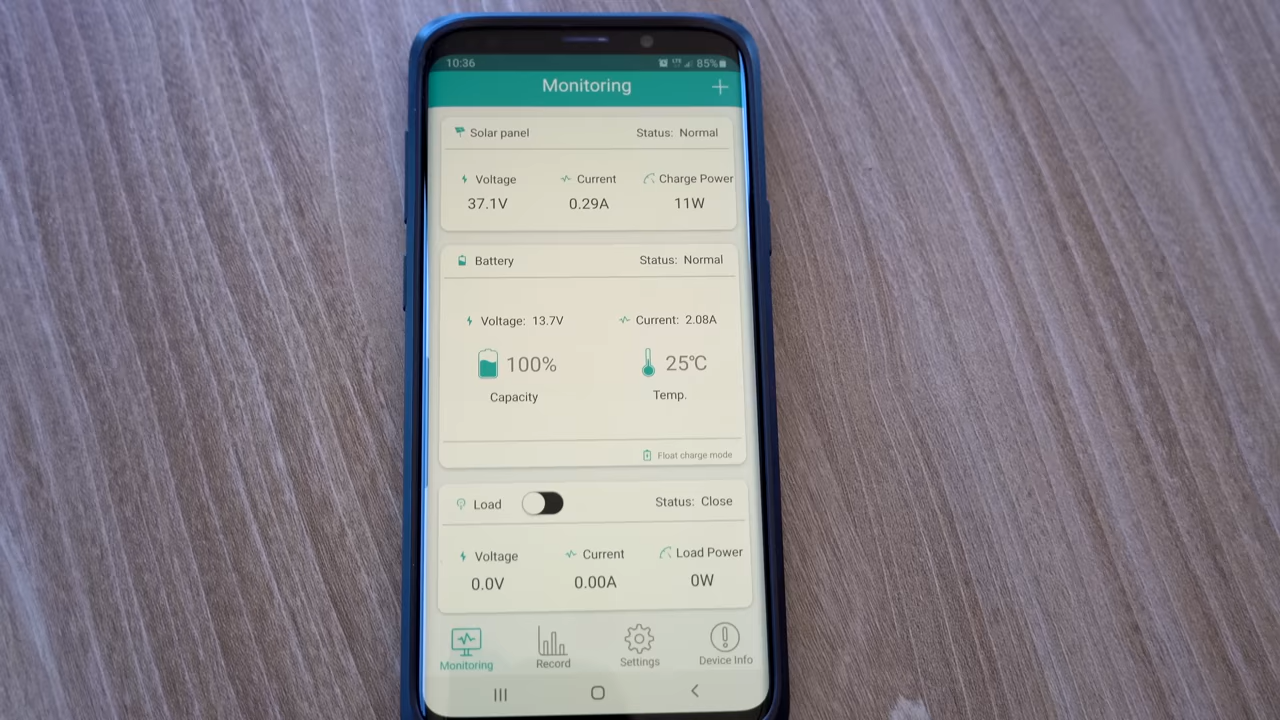 10:36 LTE 85%
Monitoring +
Solar panel Status: Normal
Voltage Current Charge Power
37.1V 0.29A 11W
Battery Status: Normal
Voltage: 13.7V Current: 2.08A
100% 25℃
Capacity Temp.
Float charge mode
Load Status: Close
Voltage Current Load Power
0.0V 0.00A 0W
Monitoring Record Settings Device Info